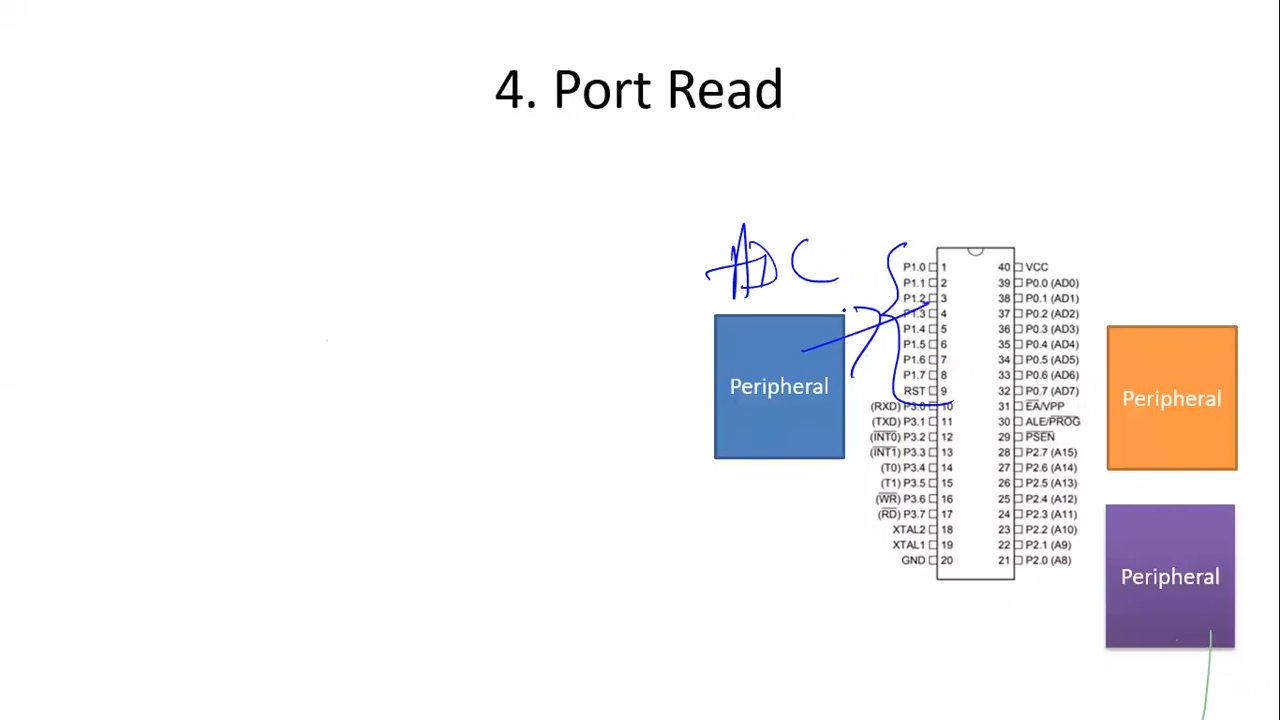 4. Port Read
ADC
Peripheral
P1.0 1 40 VCC
P1.1 2 39 P0.0 (AD0)
P1.2 3 38 P0.1 (AD1)
P1.3 4 37 P0.2 (AD2)
P1.4 5 36 P0.3 (AD3)
P1.5 6 35 P0.4 (AD4)
P1.6 7 34 P0.5 (AD5)
P1.7 8 33 P0.6 (AD6)
RST 9 32 P0.7 (AD7)
(RXD) P3.0 10 31 EA/VPP
(TXD) P3.1 11 30 ALE/PROG
(INT0) P3.2 12 29 PSEN
(INT1) P3.3 13 28 P2.7 (A15)
(T0) P3.4 14 27 P2.6 (A14)
(T1) P3.5 15 26 P2.5 (A13)
(WR) P3.6 16 25 P2.4 (A12)
(RD) P3.7 17 24 P2.3 (A11)
XTAL2 18 23 P2.2 (A10)
XTAL1 19 22 P2.1 (A9)
GND 20 21 P2.0 (A8)
Peripheral
Peripheral